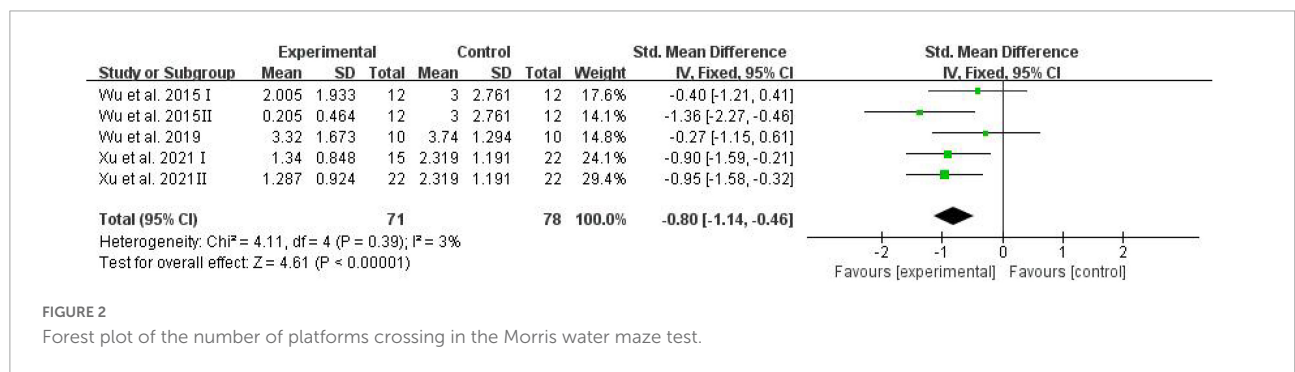 Experimental Control Std. Mean Difference Std. Mean Difference
Study or Subgroup Mean SD Total Mean SD Total Weight IV, Fixed, 95% CI IV, Fixed, 95% CI
Wu et al. 2015 I 2.005 1.933 12 3 2.761 12 17.6% -0.40 [-1.21, 0.41]
Wu et al. 2015II 0.205 0.464 12 3 2.761 12 14.1% -1.36 [-2.27, -0.46]
Wu et al. 2019 3.32 1.673 10 3.74 1.294 10 14.8% -0.27 [-1.15, 0.61]
Xu et al. 2021 I 1.34 0.848 15 2.319 1.191 22 24.1% -0.90 [-1.59, -0.21]
Xu et al. 2021II 1.287 0.924 22 2.319 1.191 22 29.4% -0.95 [-1.58, -0.32]
Total (95% CI) 71 78 100.0% -0.80 [-1.14, -0.46]
Heterogeneity: Chi² = 4.11, df = 4 (P = 0.39); I² = 3%
Test for overall effect: Z = 4.61 (P < 0.00001)
-2 -1 0 1 2
Favours [experimental] Favours [control]
FIGURE 2
Forest plot of the number of platforms crossing in the Morris water maze test.